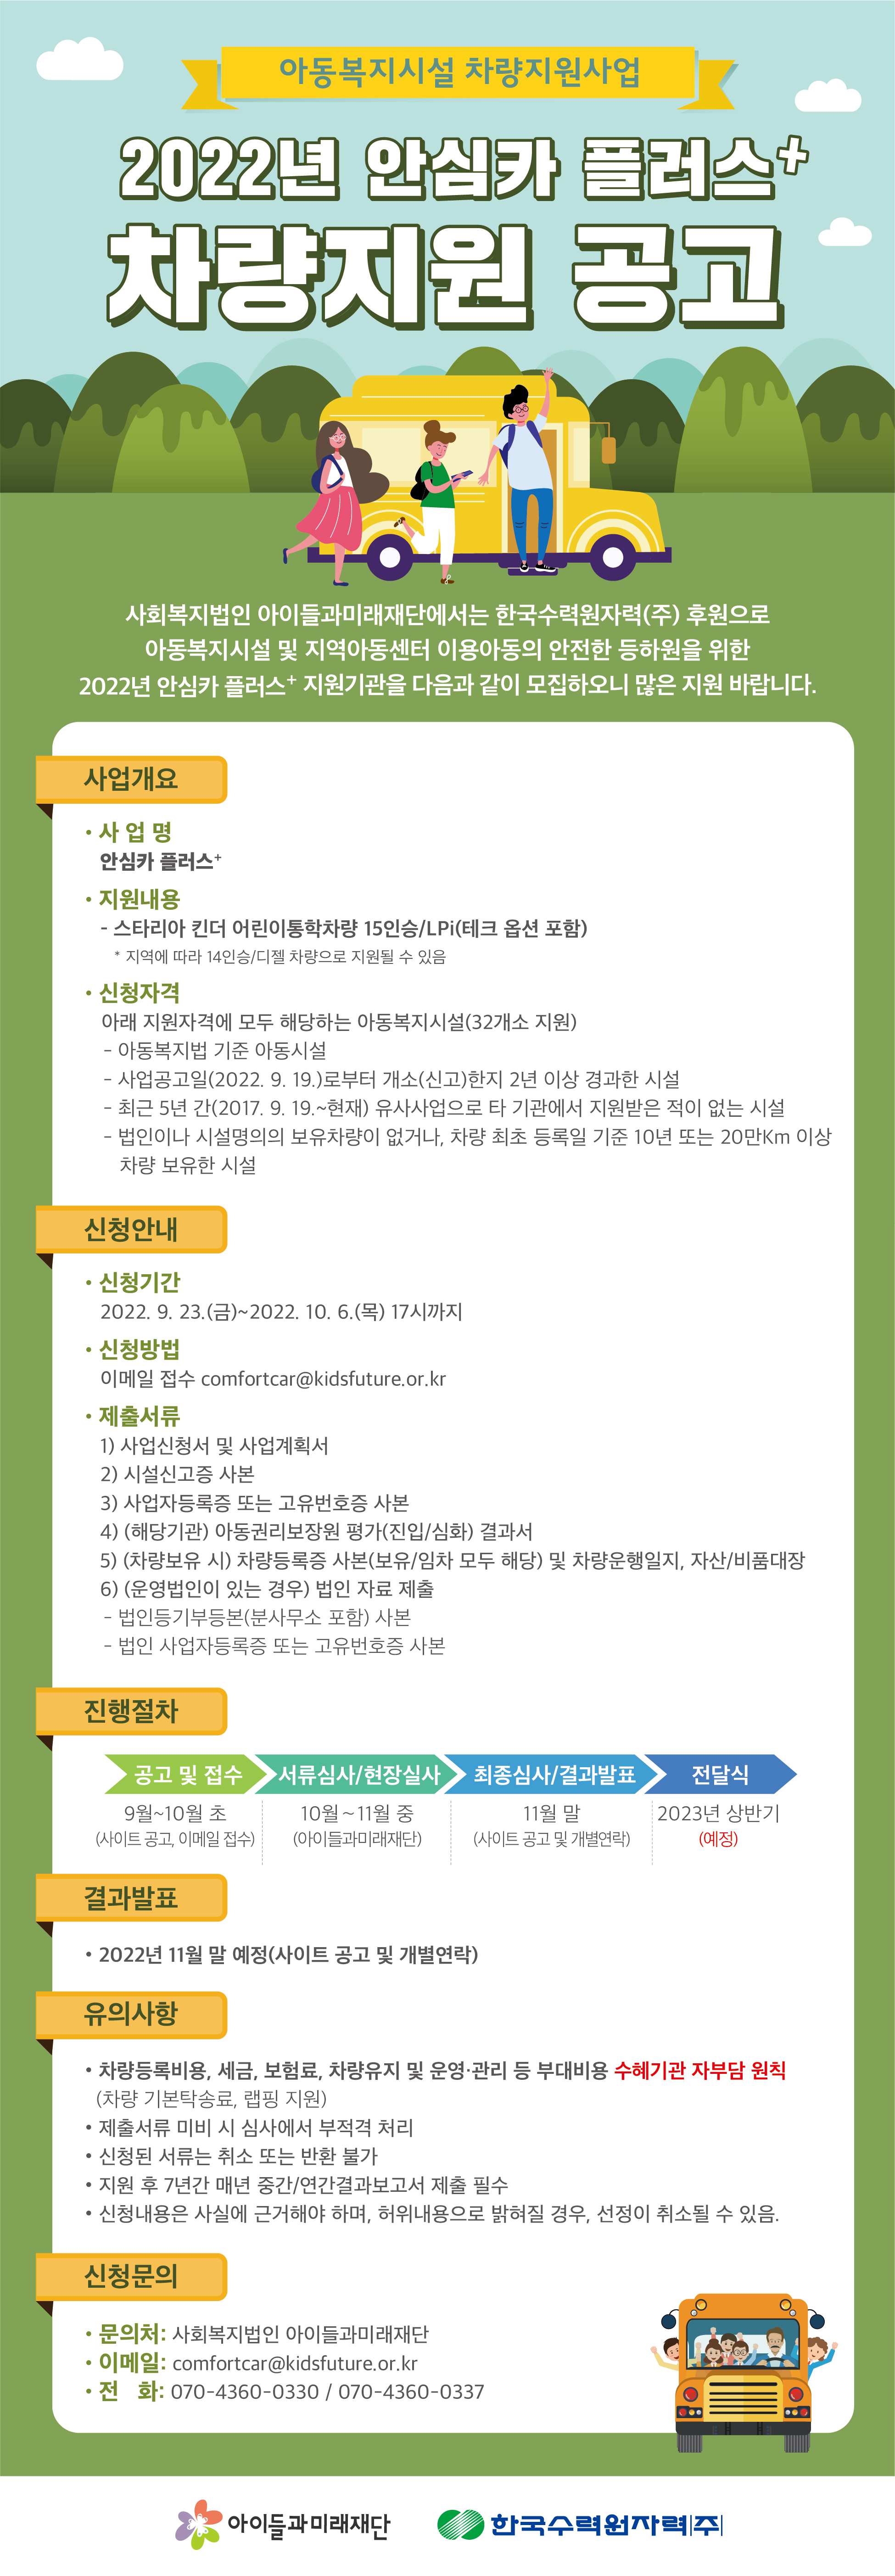 아동복지시설 차량지원사업
2022년 안심카 플러스+
차량지원 공고
사회복지법인 아이들과미래재단에서는 한국수력원자력(주) 후원으로
아동복지시설 및 지역아동센터 이용아동의 안전한 등하원을 위한
2022년 안심카 플러스+ 지원기관을 다음과 같이 모집하오니 많은 지원 바랍니다.
사업개요
• 사 업 명
안심카 플러스+
• 지원내용
- 스타리아 킨더 어린이통학차량 15인승/LPi(테크 옵션 포함)
* 지역에 따라 14인승/디젤 차량으로 지원될 수 있음
• 신청자격
아래 지원자격에 모두 해당하는 아동복지시설(32개소 지원)
- 아동복지법 기준 아동시설
- 사업공고일(2022. 9. 19.)로부터 개소(신고)한지 2년 이상 경과한 시설
- 최근 5년 간(2017. 9. 19.~현재) 유사사업으로 타 기관에서 지원받은 적이 없는 시설
- 법인이나 시설명의의 보유차량이 없거나, 차량 최초 등록일 기준 10년 또는 20만Km 이상
차량 보유한 시설
신청안내
• 신청기간
2022. 9. 23.(금)~2022. 10. 6.(목) 17시까지
• 신청방법
이메일 접수 comfortcar@kidsfuture.or.kr
• 제출서류
1) 사업신청서 및 사업계획서
2) 시설신고증 사본
3) 사업자등록증 또는 고유번호증 사본
4) (해당기관) 아동권리보장원 평가(진입/심화) 결과서
5) (차량보유 시) 차량등록증 사본(보유/임차 모두 해당) 및 차량운행일지, 자산/비품대장
6) (운영법인이 있는 경우) 법인 자료 제출
- 법인등기부등본(분사무소 포함) 사본
- 법인 사업자등록증 또는 고유번호증 사본
진행절차
공고 및 접수 서류심사/현장실사 최종심사/결과발표 전달식
9월~10월 초 10월~11월 중 11월 말 2023년 상반기
(사이트 공고, 이메일 접수) (아이들과미래재단) (사이트 공고 및 개별연락) (예정)
결과발표
• 2022년 11월 말 예정(사이트 공고 및 개별연락)
유의사항
• 차량등록비용, 세금, 보험료, 차량유지 및 운영·관리 등 부대비용 수혜기관 자부담 원칙
(차량 기본탁송료, 랩핑 지원)
• 제출서류 미비 시 심사에서 부적격 처리
• 신청된 서류는 취소 또는 반환 불가
• 지원 후 7년간 매년 중간/연간결과보고서 제출 필수
• 신청내용은 사실에 근거해야 하며, 허위내용으로 밝혀질 경우, 선정이 취소될 수 있음.
신청문의
• 문의처: 사회복지법인 아이들과미래재단
• 이메일: comfortcar@kidsfuture.or.kr
• 전 화: 070-4360-0330 / 070-4360-0337
아이들과미래재단 한국수력원자력(주)